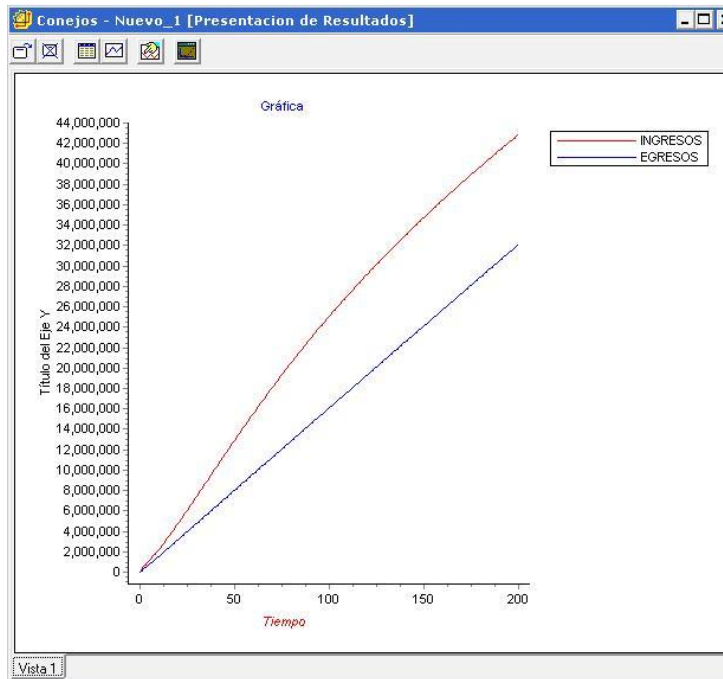 Conejos - Nuevo_1 [Presentacion de Resultados]
Gráfica
44,000,000
42,000,000
40,000,000
38,000,000
36,000,000
34,000,000
32,000,000
30,000,000
28,000,000
26,000,000
24,000,000
22,000,000
20,000,000
18,000,000
16,000,000
14,000,000
12,000,000
10,000,000
8,000,000
6,000,000
4,000,000
2,000,000
0
Título del Eje Y
0 50 100 150 200
Tiempo
INGRESOS
EGRESOS
Vista 1